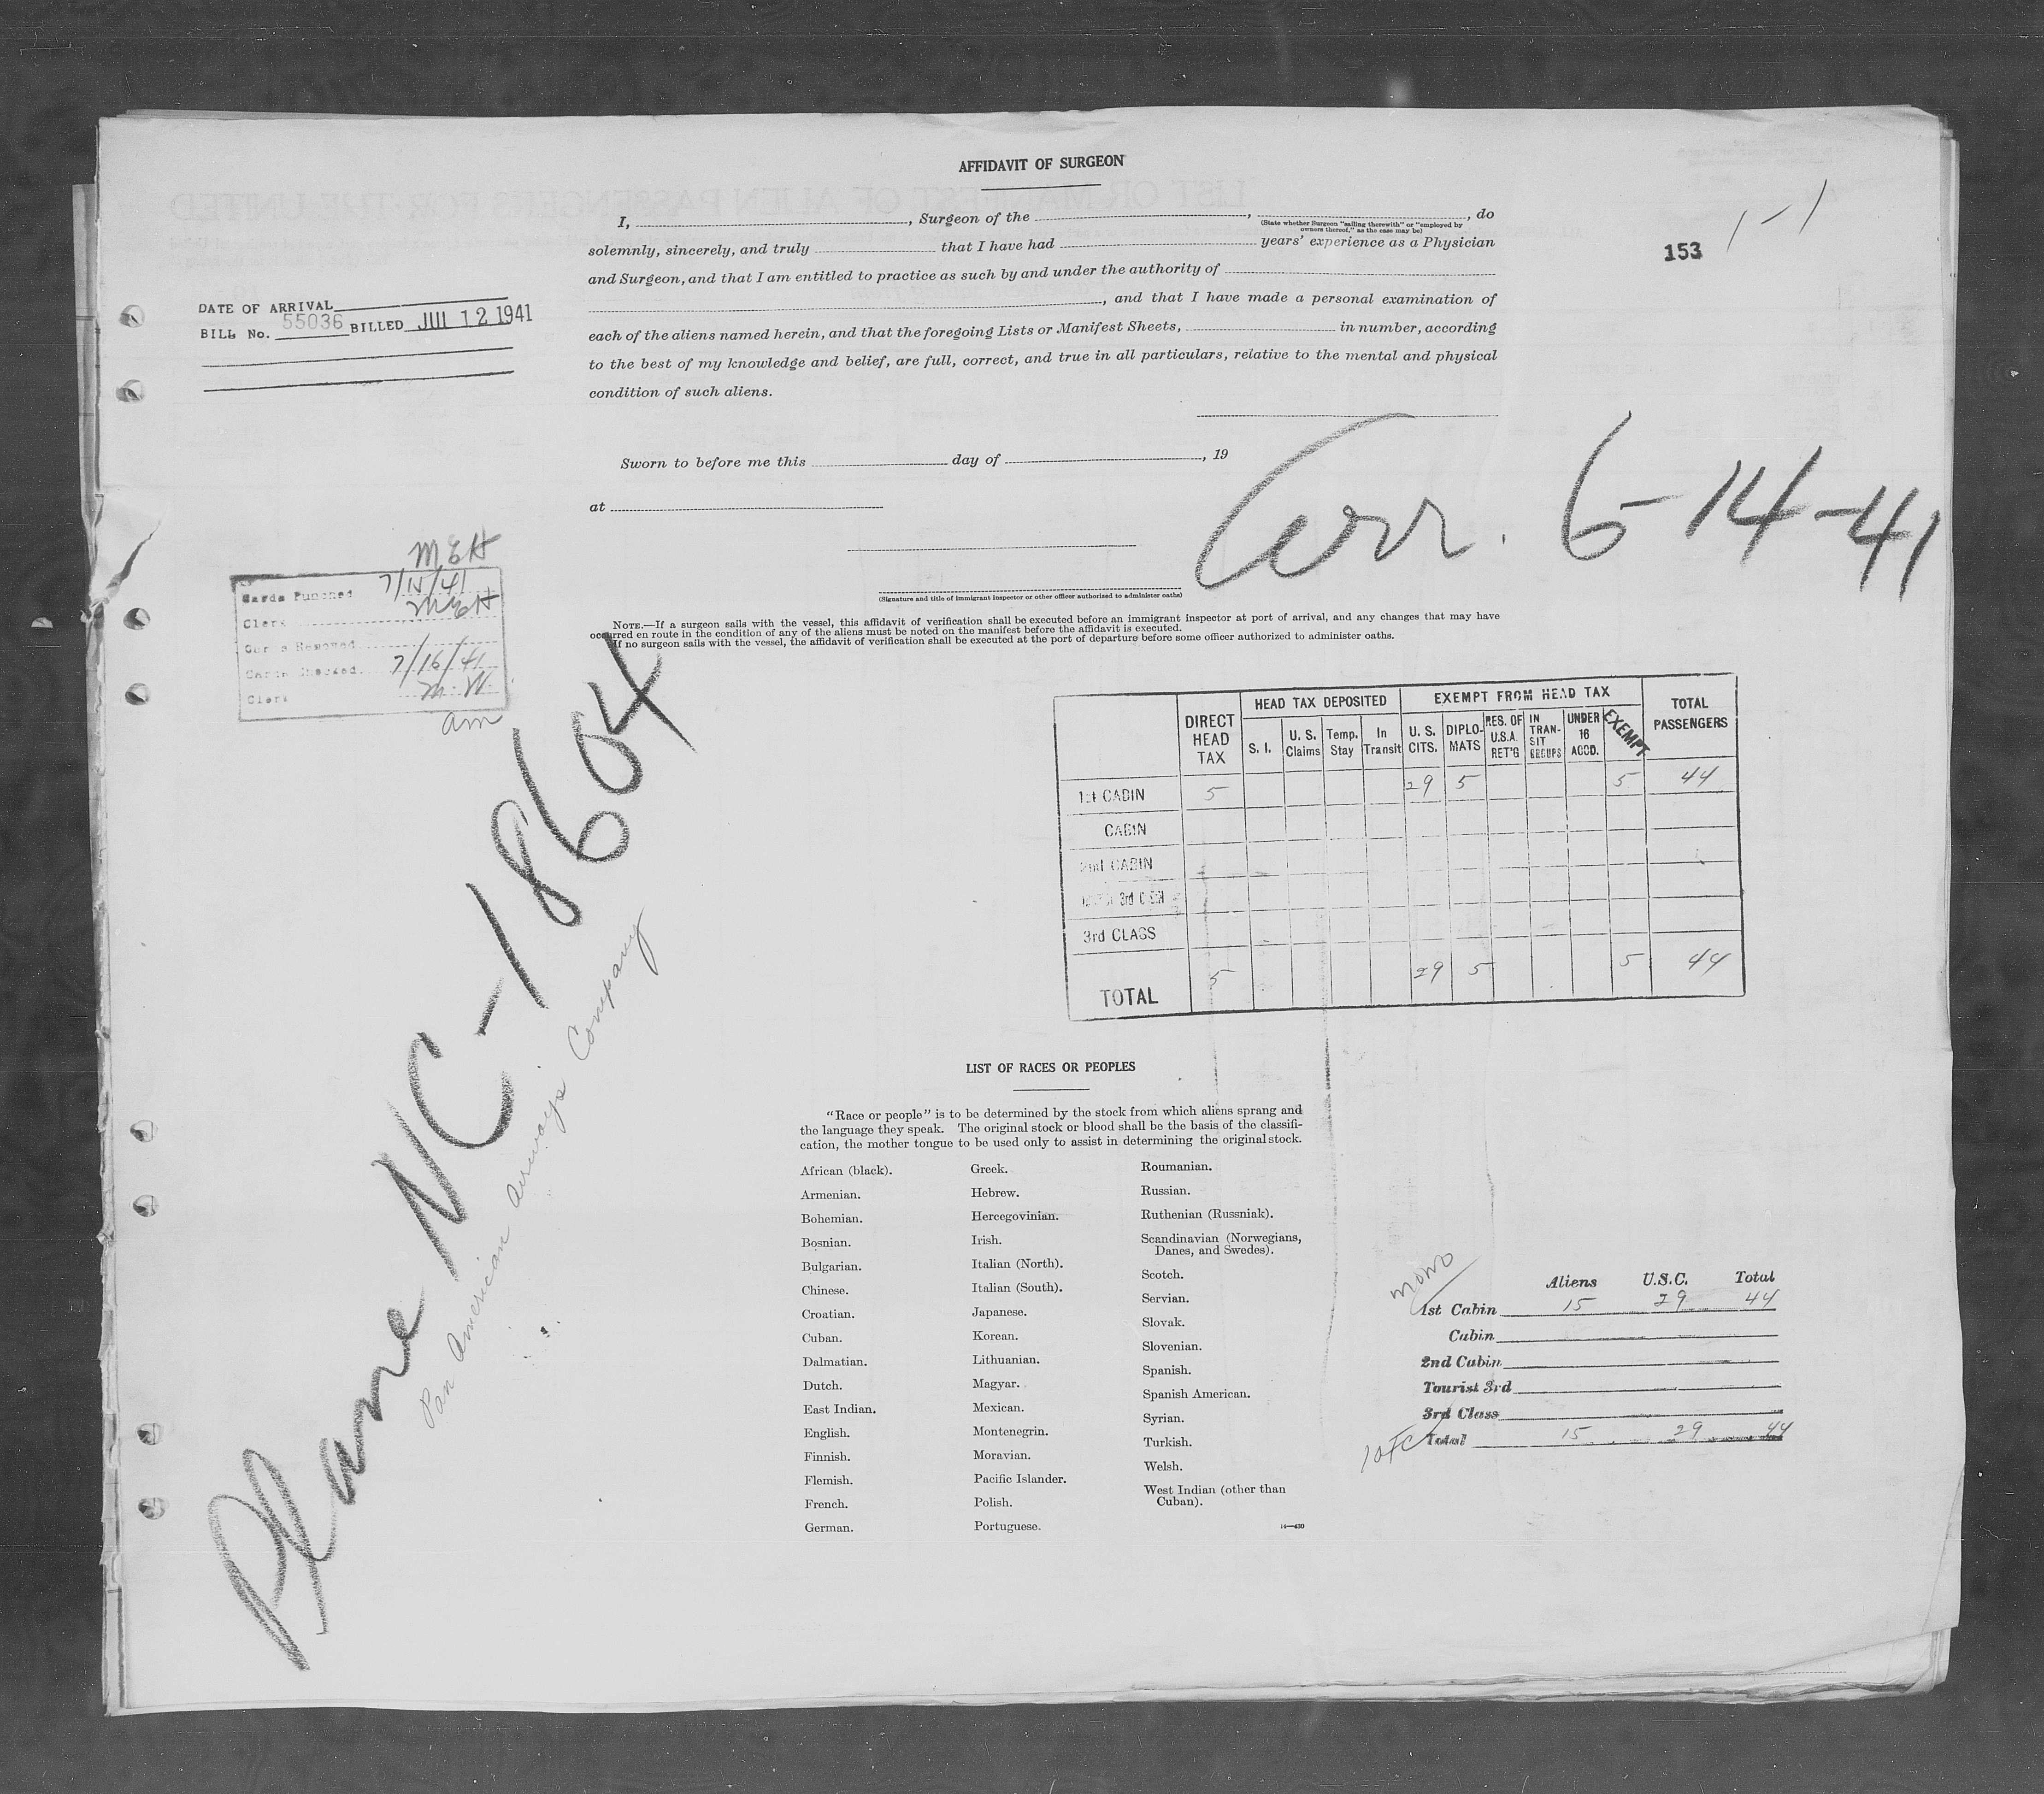 AFFIDAVIT OF SURGEON
I, , Surgeon of the , , do
(State whether Surgeon "sailing therewith" or "employed by
owners thereof," as the case may be)
solemnly, sincerely, and truly that I have had years' experience as a Physician
and Surgeon, and that I am entitled to practice as such by and under the authority of
, and that I have made a personal examination of
each of the aliens named herein, and that the foregoing Lists or Manifest Sheets, in number, according
to the best of my knowledge and belief, are full, correct, and true in all particulars, relative to the mental and physical
condition of such aliens.
Sworn to before me this day of , 19
at
(Signature and title of immigrant inspector or other officer authorized to administer oaths)
153
1-1
DATE OF ARRIVAL
BILL No. 55036 BILLED JUL 12 1941
Arr. 6-14-41
MEH
Cards Punched 7/15/41
Clerk MEH
Cards Removed
Cards Checked 7/16/41
Clerk M. W.
am
NOTE.—If a surgeon sails with the vessel, this affidavit of verification shall be executed before an immigrant inspector at port of arrival, and any changes that may have
occurred en route in the condition of any of the aliens must be noted on the manifest before the affidavit is executed.
If no surgeon sails with the vessel, the affidavit of verification shall be executed at the port of departure before some officer authorized to administer oaths.
Plane NC-18604
Pan American Airways Company
DIRECT HEAD TAX
HEAD TAX DEPOSITED
S. I. U. S. Claims Temp. Stay In Transit
EXEMPT FROM HEAD TAX
U. S. CITS. DIPLO-MATS RES. OF U.S.A. RET'G IN TRAN-SIT GROUPS UNDER 16 ACCD. EXEMPT
TOTAL PASSENGERS
1st CABIN 5 29 5 5 44
CABIN
2nd CABIN
3rd CABIN
3rd CLASS
TOTAL 5 29 5 5 44
LIST OF RACES OR PEOPLES
"Race or people" is to be determined by the stock from which aliens sprang and
the language they speak. The original stock or blood shall be the basis of the classifi-
cation, the mother tongue to be used only to assist in determining the original stock.
African (black).
Armenian.
Bohemian.
Bosnian.
Bulgarian.
Chinese.
Croatian.
Cuban.
Dalmatian.
Dutch.
East Indian.
English.
Finnish.
Flemish.
French.
German.
Greek.
Hebrew.
Hercegovinian.
Irish.
Italian (North).
Italian (South).
Japanese.
Korean.
Lithuanian.
Magyar.
Mexican.
Montenegrin.
Moravian.
Pacific Islander.
Polish.
Portuguese.
Roumanian.
Russian.
Ruthenian (Russniak).
Scandinavian (Norwegians,
Danes, and Swedes).
Scotch.
Servian.
Slovak.
Slovenian.
Spanish.
Spanish American.
Syrian.
Turkish.
Welsh.
West Indian (other than
Cuban).
14—430
Aliens U.S.C. Total
1st Cabin 15 29 44
Cabin
2nd Cabin
Tourist 3rd
3rd Class
Total 15 29 44